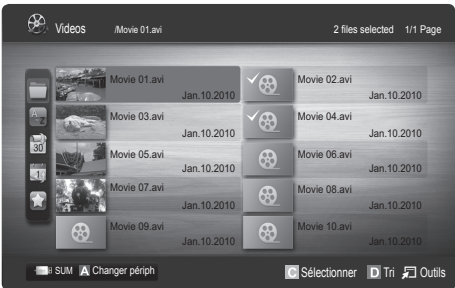 Videos /Movie 01.avi 2 files selected 1/1 Page
Movie 01.avi Movie 02.avi
Jan.10.2010 Jan.10.2010
Movie 03.avi Movie 04.avi
Jan.10.2010 Jan.10.2010
Movie 05.avi Movie 06.avi
Jan.10.2010 Jan.10.2010
Movie 07.avi Movie 08.avi
Jan.10.2010 Jan.10.2010
Movie 09.avi Movie 10.avi
Jan.10.2010 Jan.10.2010
SUM A Changer périph C Sélectionner D Tri Outils